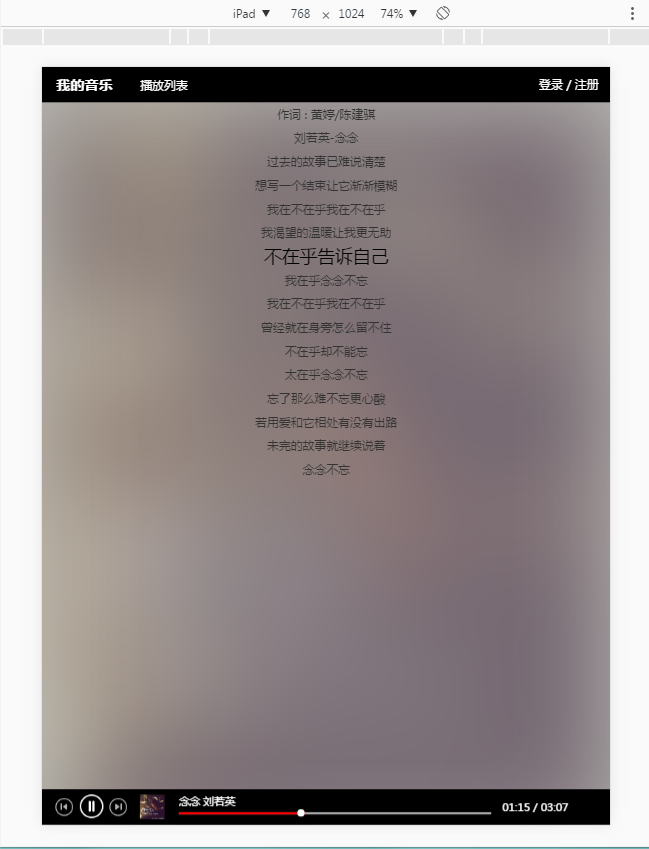 iPad ▼ 768 × 1024 74% ▼
我的音乐 播放列表 登录 / 注册
作词：黄婷/陈建骐
刘若英-念念
过去的故事已难说清楚
想写一个结束让它渐渐模糊
我在不在乎我在不在乎
我渴望的温暖让我更无助
不在乎告诉自己
我在乎念念不忘
我在不在乎我在不在乎
曾经就在身旁怎么留不住
不在乎却不能忘
太在乎念念不忘
忘了那么难不忘更心酸
若用爱和它相处有没有出路
未完的故事就继续说着
念念不忘
念念 刘若英
01:15 / 03:07